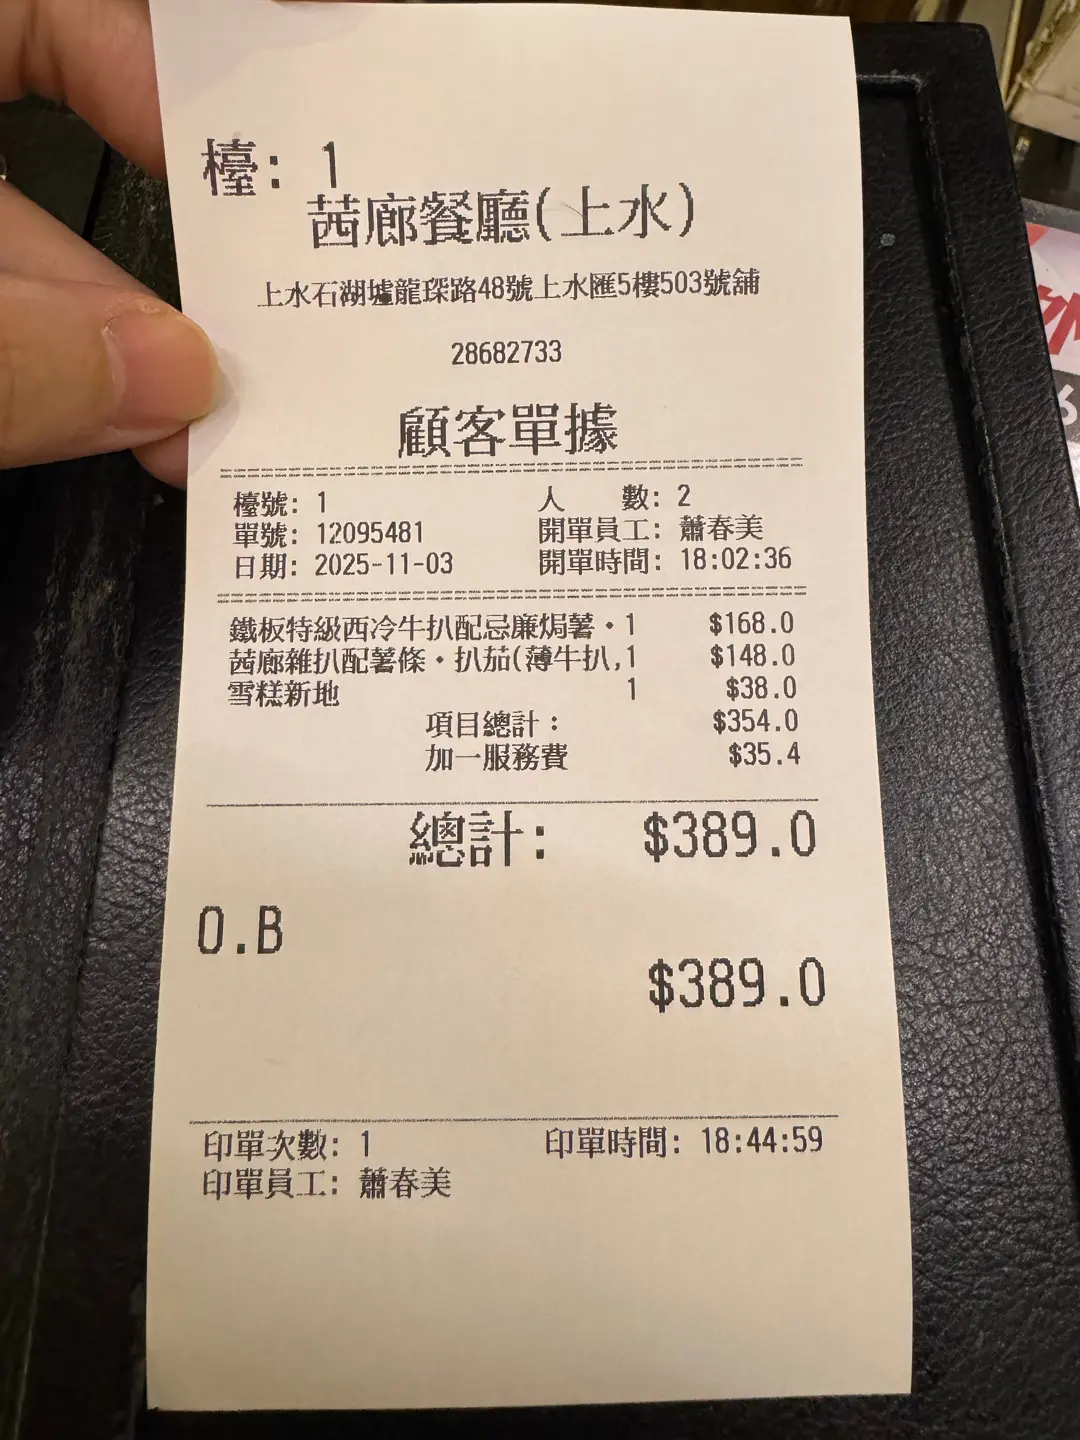 檯: 1
茜廊餐廳(上水)
上水石湖墟龍琛路48號上水匯5樓503號舖
28682733
顧客單據
檯號: 1 人數: 2
單號: 12095481 開單員工: 蕭春美
日期: 2025-11-03 開單時間: 18:02:36
鐵板特級西冷牛扒配忌廉焗薯·1 $168.0
茜廊雜扒配薯條·扒茄(薄牛扒,1 $148.0
雪糕新地 1 $38.0
項目總計: $354.0
加一服務費 $35.4
總計: $389.0
O.B
$389.0
印單次數: 1 印單時間: 18:44:59
印單員工: 蕭春美